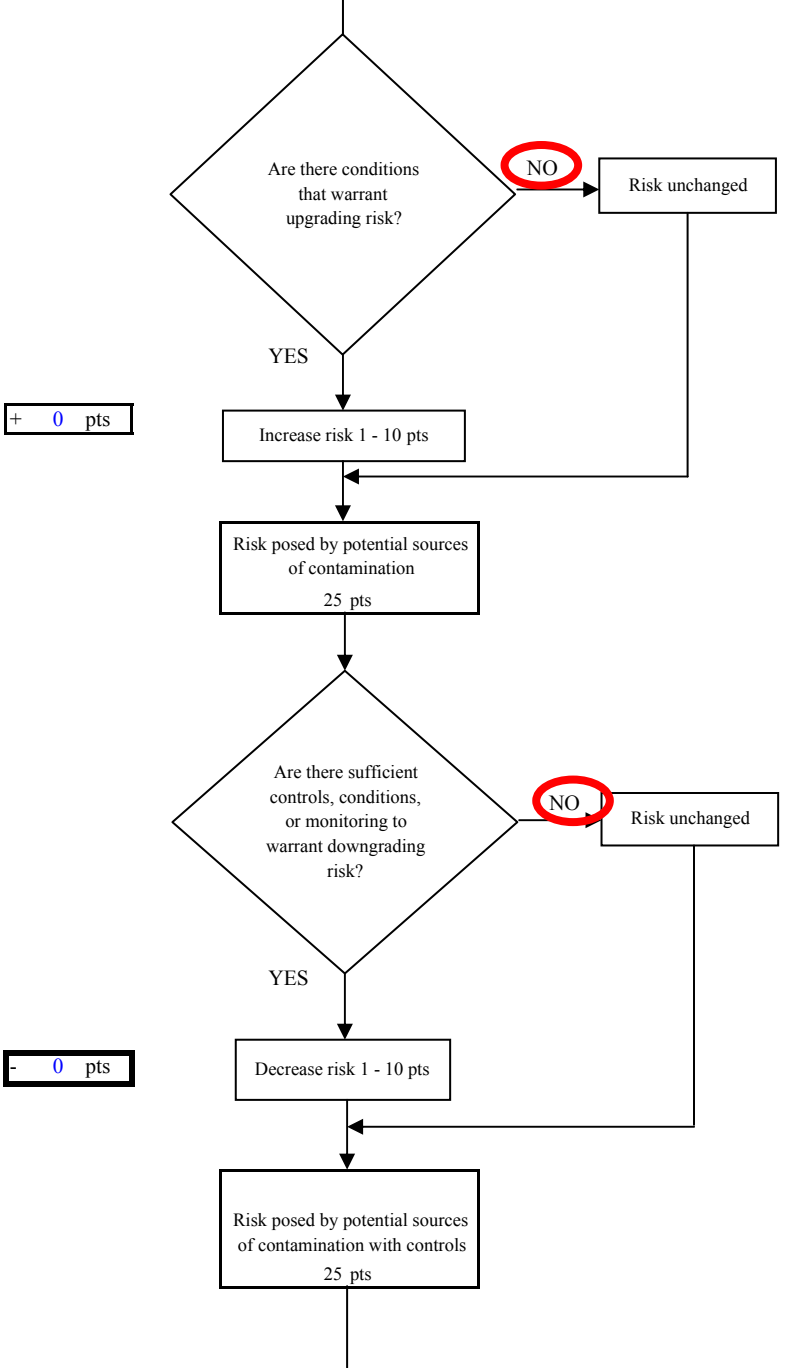 Are there conditions
that warrant
upgrading risk?
NO
Risk unchanged
YES
+ 0 pts
Increase risk 1 - 10 pts
Risk posed by potential sources
of contamination
25 pts
Are there sufficient
controls, conditions,
or monitoring to
warrant downgrading
risk?
NO
Risk unchanged
YES
- 0 pts
Decrease risk 1 - 10 pts
Risk posed by potential sources
of contamination with controls
25 pts